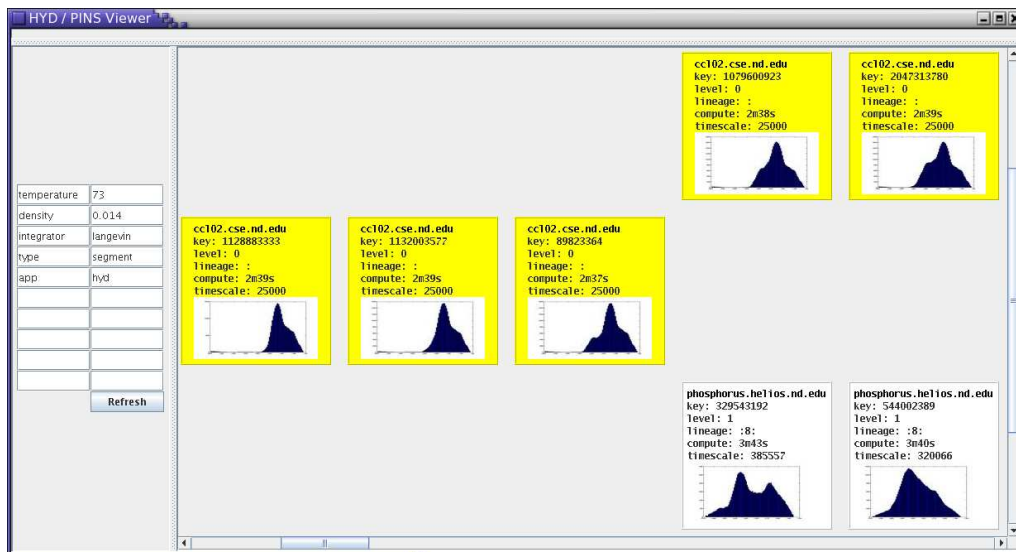 HYD / PINS Viewer
temperature 73
density 0.014
integrator langevin
type segment
app hyd
Refresh
ccl02.cse.nd.edu
key: 1079600923
level: 0
lineage: :
compute: 2m38s
timescale: 25000
ccl02.cse.nd.edu
key: 2047313780
level: 0
lineage: :
compute: 2m39s
timescale: 25000
ccl02.cse.nd.edu
key: 1128883333
level: 0
lineage: :
compute: 2m39s
timescale: 25000
ccl02.cse.nd.edu
key: 1132003577
level: 0
lineage: :
compute: 2m39s
timescale: 25000
ccl02.cse.nd.edu
key: 89823364
level: 0
lineage: :
compute: 2m37s
timescale: 25000
phosphorus.helios.nd.edu
key: 329543192
level: 1
lineage: :8:
compute: 3m43s
timescale: 385557
phosphorus.helios.nd.edu
key: 544002389
level: 1
lineage: :8:
compute: 3m40s
timescale: 320066